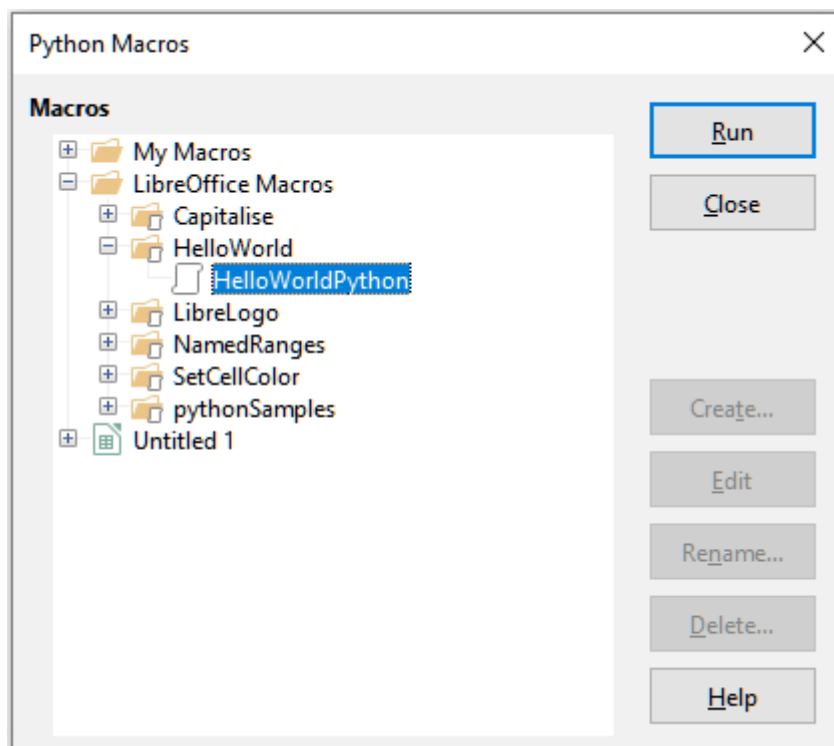 Python Macros
Macros
My Macros
LibreOffice Macros
Capitalise
HelloWorld
HelloWorldPython
LibreLogo
NamedRanges
SetCellColor
pythonSamples
Untitled 1
Run
Close
Create...
Edit
Rename...
Delete...
Help